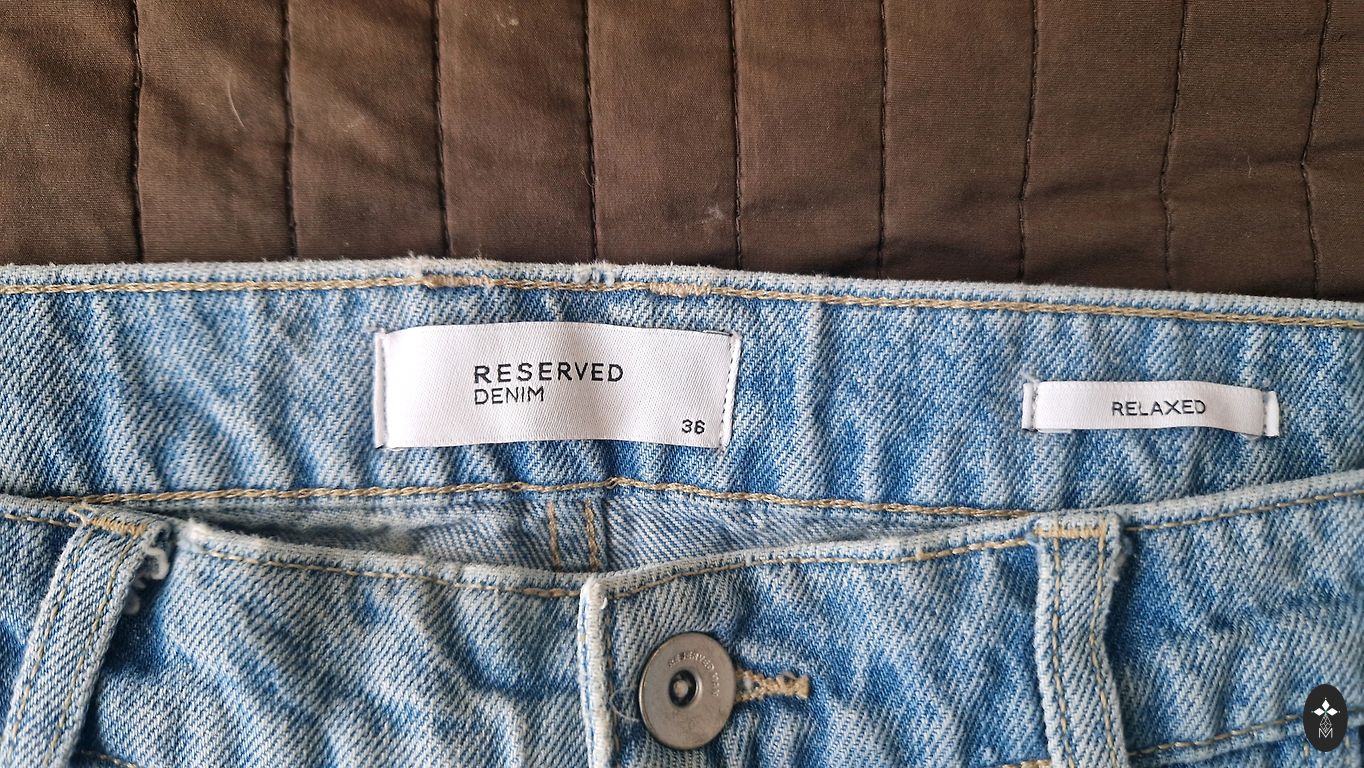 RESERVED
DENIM
36
RELAXED